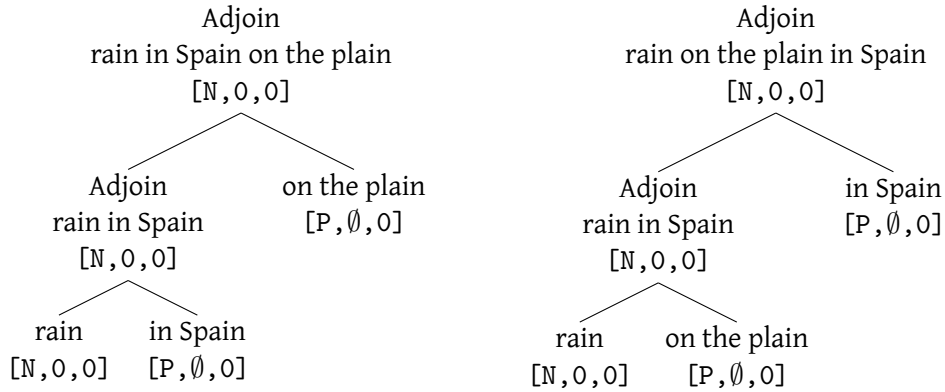 Adjoin
rain in Spain on the plain
[N,0,0]
Adjoin
rain in Spain
[N,0,0]
on the plain
[P,∅,0]
rain
[N,0,0]
in Spain
[P,∅,0]
Adjoin
rain on the plain in Spain
[N,0,0]
Adjoin
rain in Spain
[N,0,0]
in Spain
[P,∅,0]
rain
[N,0,0]
on the plain
[P,∅,0]